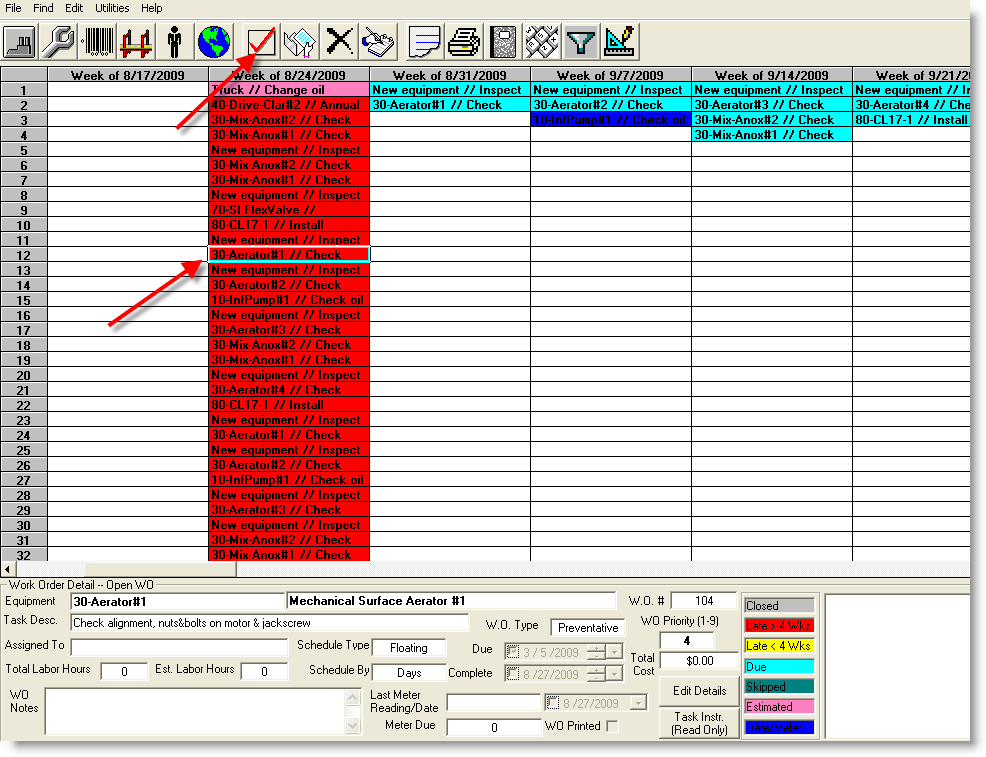 File Find Edit Utilities Help
Week of 8/17/2009 Week of 8/24/2009 Week of 8/31/2009 Week of 9/7/2009 Week of 9/14/2009 Week of 9/21/20
1 Truck // Change oil New equipment // Inspect New equipment // Inspect New equipment // Inspect New equipment // Ins
2 40-Drive-Clar#2 // Annual 30-Aerator#1 // Check 30-Aerator#2 // Check 30-Aerator#3 // Check 30-Aerator#4 // Che
3 30-Mix-Anox#2 // Check 10-InfPump#1 // Check oil 30-Mix-Anox#2 // Check 80-CL17-1 // Install
4 30-Mix-Anox#1 // Check 30-Mix-Anox#1 // Check
5 New equipment // Inspect
6 30-Mix-Anox#2 // Check
7 30-Mix-Anox#1 // Check
8 New equipment // Inspect
9 70-SI FlexValve //
10 80-CL17-1 // Install
11 New equipment // Inspect
12 30-Aerator#1 // Check
13 New equipment // Inspect
14 30-Aerator#2 // Check
15 10-InfPump#1 // Check oil
16 New equipment // Inspect
17 30-Aerator#3 // Check
18 30-Mix-Anox#2 // Check
19 30-Mix-Anox#1 // Check
20 New equipment // Inspect
21 30-Aerator#4 // Check
22 80-CL17-1 // Install
23 New equipment // Inspect
24 30-Aerator#1 // Check
25 New equipment // Inspect
26 30-Aerator#2 // Check
27 10-InfPump#1 // Check oil
28 New equipment // Inspect
29 30-Aerator#3 // Check
30 New equipment // Inspect
31 30-Mix-Anox#2 // Check
32 30-Mix-Anox#1 // Check
Work Order Detail -- Open WO
Equipment 30-Aerator#1 Mechanical Surface Aerator #1 W.O. # 104 Closed
Task Desc. Check alignment, nuts&bolts on motor & jackscrew W.O. Type Preventative WO Priority (1-9) Late > 4 Wks
4
Assigned To Schedule Type Floating Due 3 / 5 /2009 Total Cost $0.00 Late < 4 Wks
Total Labor Hours 0 Est. Labor Hours 0 Schedule By Days Complete 8 /27/2009 Due
WO Notes Last Meter Reading/Date 8 /27/2009 Edit Details Skipped
Estimated
Meter Due 0 WO Printed Task Instr. (Read Only) Date/Meter